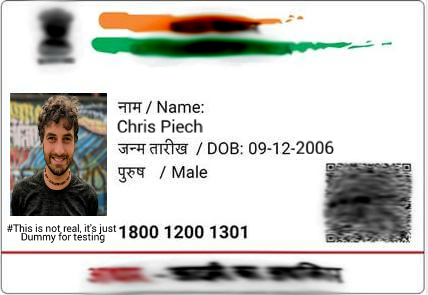 नाम / Name:
Chris Piech
जन्म तारीख / DOB: 09-12-2006
पुरुष / Male
#This is not real, it's just
Dummy for testing
1800 1200 1301